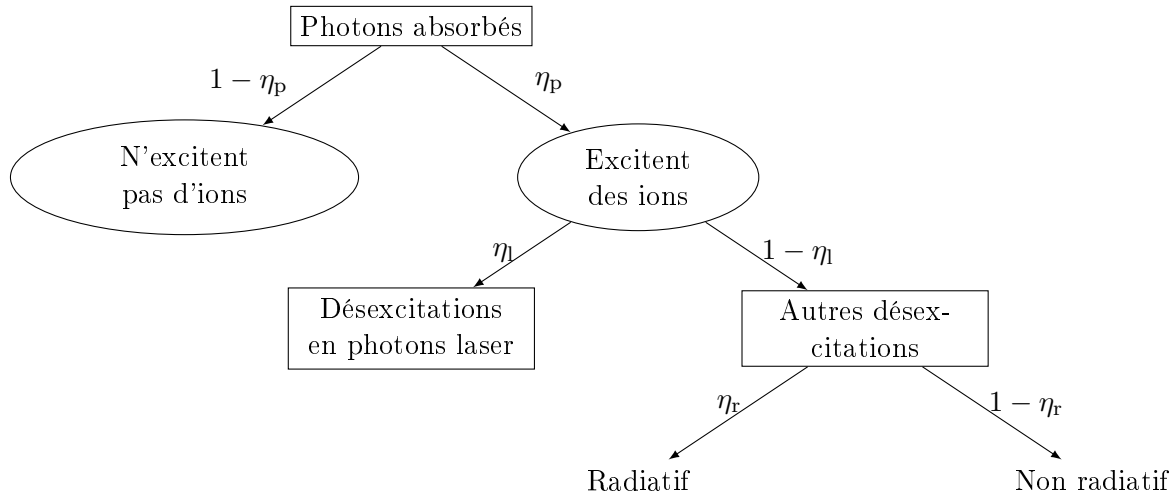 Photons absorbés
1 − ηp
ηp
N'excitent
pas d'ions
Excitent
des ions
ηl
1 − ηl
Désexcitations
en photons laser
Autres désex-
citations
ηr
1 − ηr
Radiatif
Non radiatif